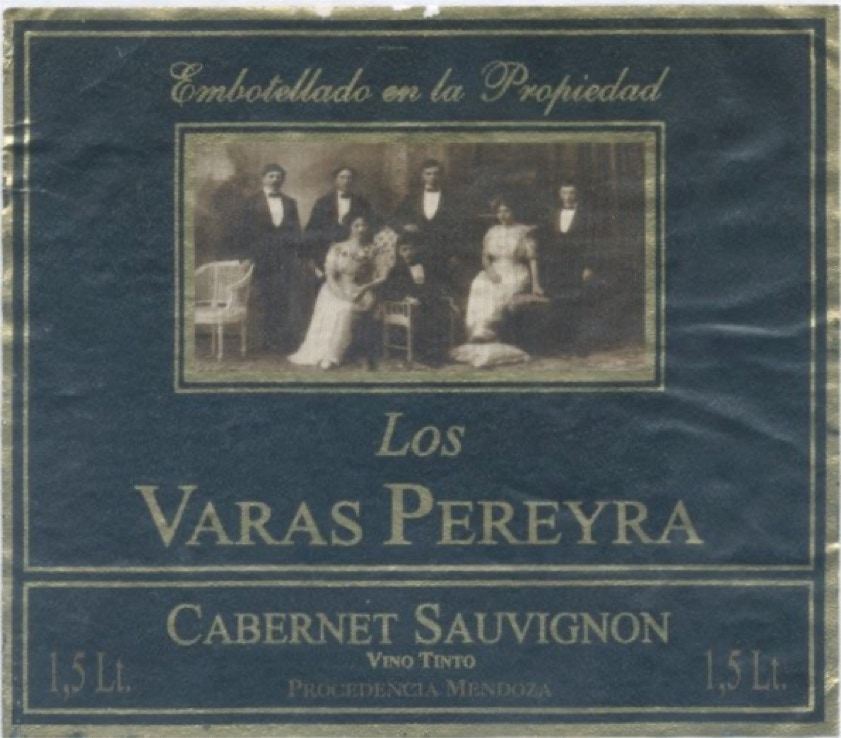 Embotellado en la Propiedad
Los
VARAS PEREYRA
CABERNET SAUVIGNON
VINO TINTO
1,5 Lt.
PROCEDENCIA MENDOZA
1,5 Lt.